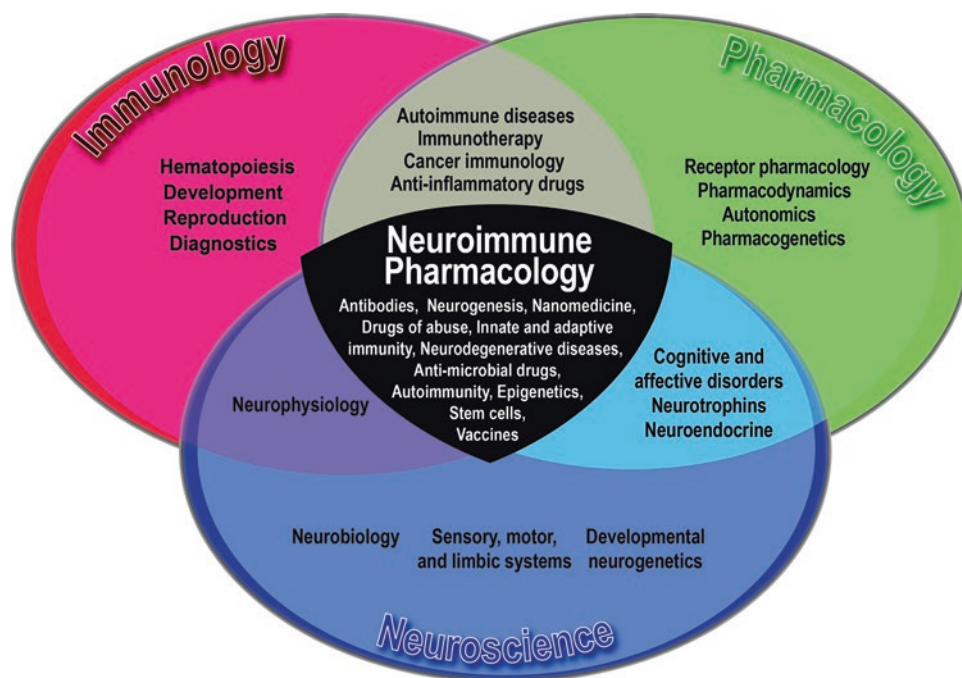 Immunology
Pharmacology
Autoimmune diseases
Immunotherapy
Cancer immunology
Anti-inflammatory drugs
Hematopoiesis
Development
Reproduction
Diagnostics
Receptor pharmacology
Pharmacodynamics
Autonomics
Pharmacogenetics
Neuroimmune
Pharmacology
Antibodies, Neurogenesis, Nanomedicine,
Drugs of abuse, Innate and adaptive
immunity, Neurodegenerative diseases,
Anti-microbial drugs,
Autoimmunity, Epigenetics,
Stem cells,
Vaccines
Neurophysiology
Cognitive and
affective disorders
Neurotrophins
Neuroendocrine
Neurobiology
Sensory, motor,
and limbic systems
Developmental
neurogenetics
Neuroscience